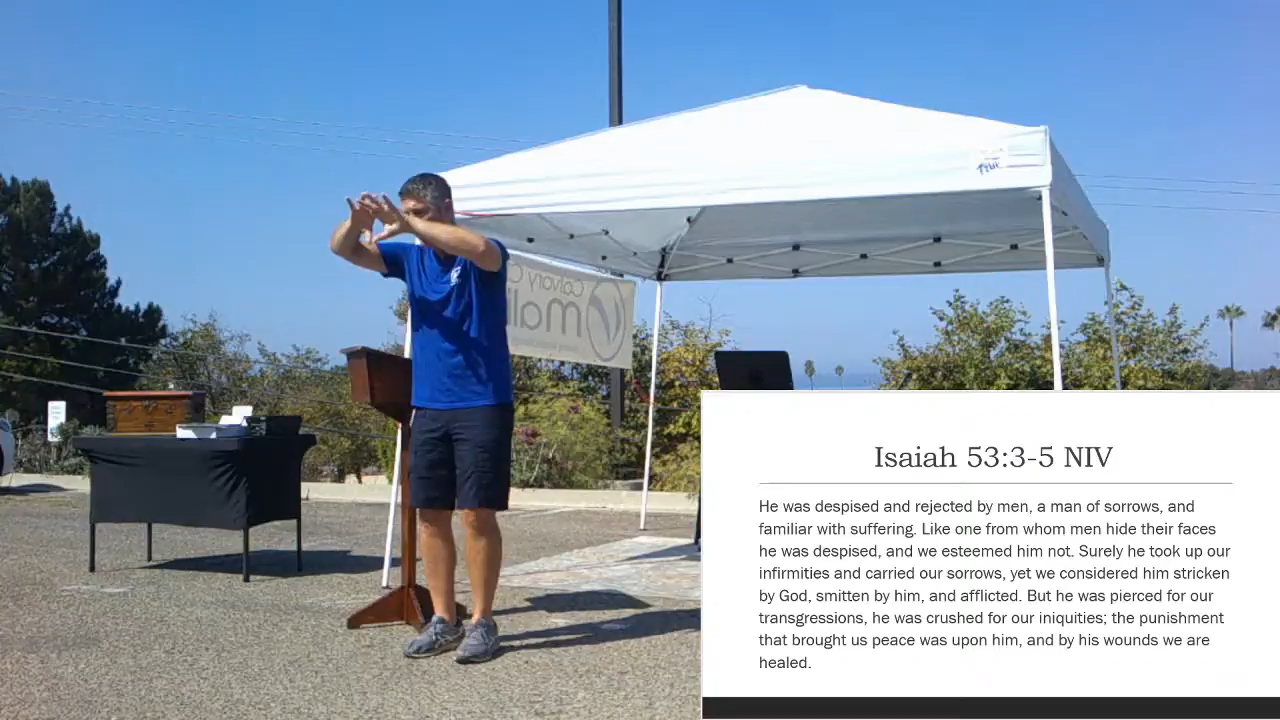 Calvary C
Mali
Isaiah 53:3-5 NIV
He was despised and rejected by men, a man of sorrows, and
familiar with suffering. Like one from whom men hide their faces
he was despised, and we esteemed him not. Surely he took up our
infirmities and carried our sorrows, yet we considered him stricken
by God, smitten by him, and afflicted. But he was pierced for our
transgressions, he was crushed for our iniquities; the punishment
that brought us peace was upon him, and by his wounds we are
healed.